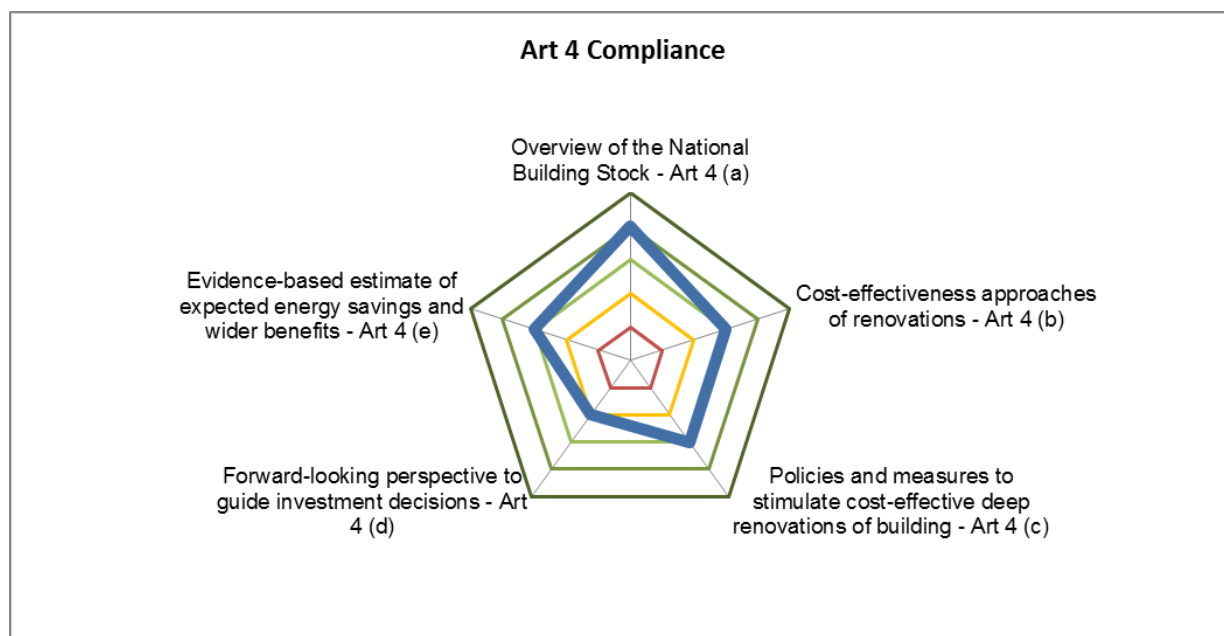 Art 4 Compliance
Overview of the National
Building Stock - Art 4 (a)
Evidence-based estimate of
expected energy savings and
wider benefits - Art 4 (e)
Cost-effectiveness approaches
of renovations - Art 4 (b)
Forward-looking perspective to
guide investment decisions - Art
4 (d)
Policies and measures to
stimulate cost-effective deep
renovations of building - Art 4 (c)